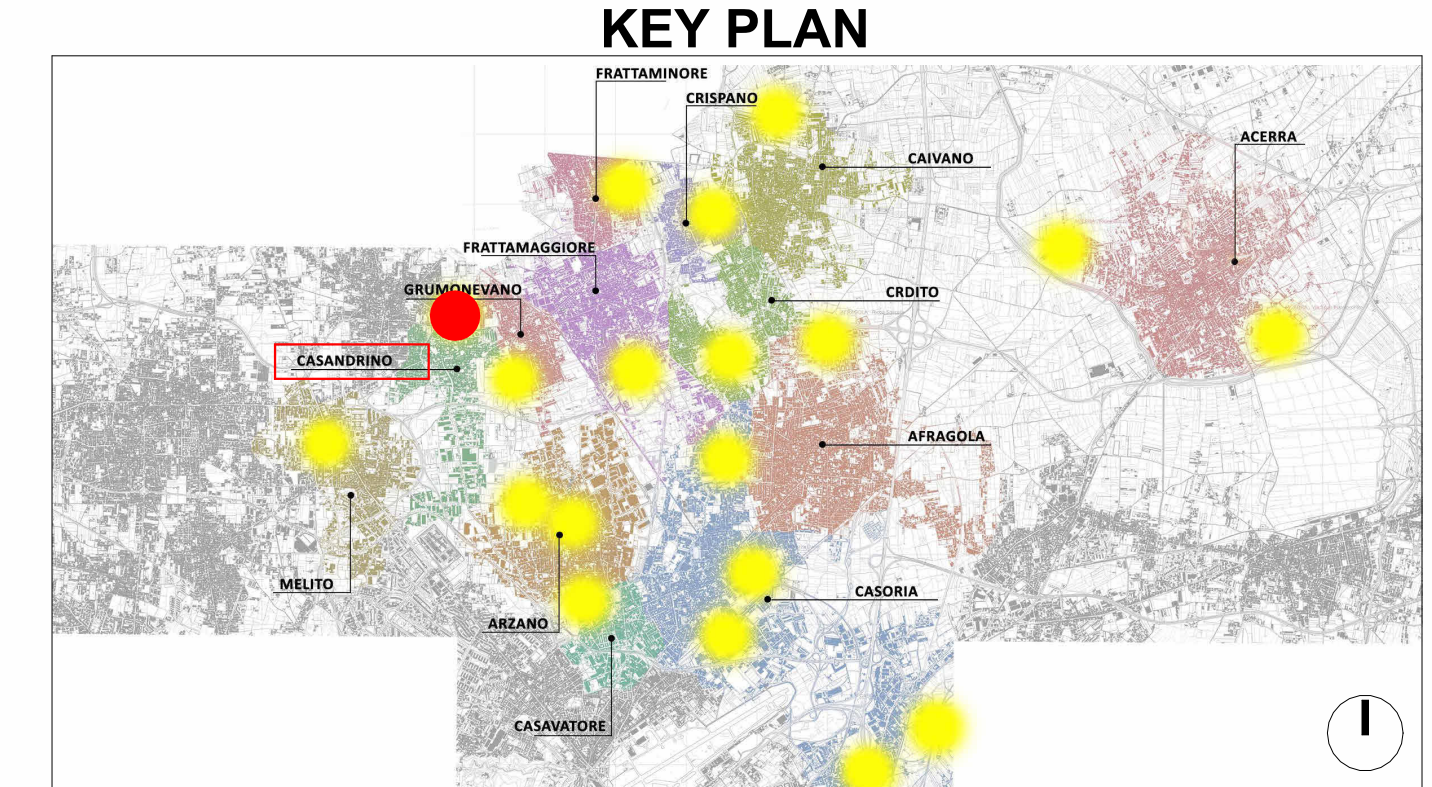 KEY PLAN
FRATTAMINORE
CRISPANO
ACERRA
CAIVANO
FRATTAMAGGIORE
GRUMONEVANO
CRDITO
CASANDRINO
AFRAGOLA
MELITO
CASORIA
ARZANO
CASAVATORE